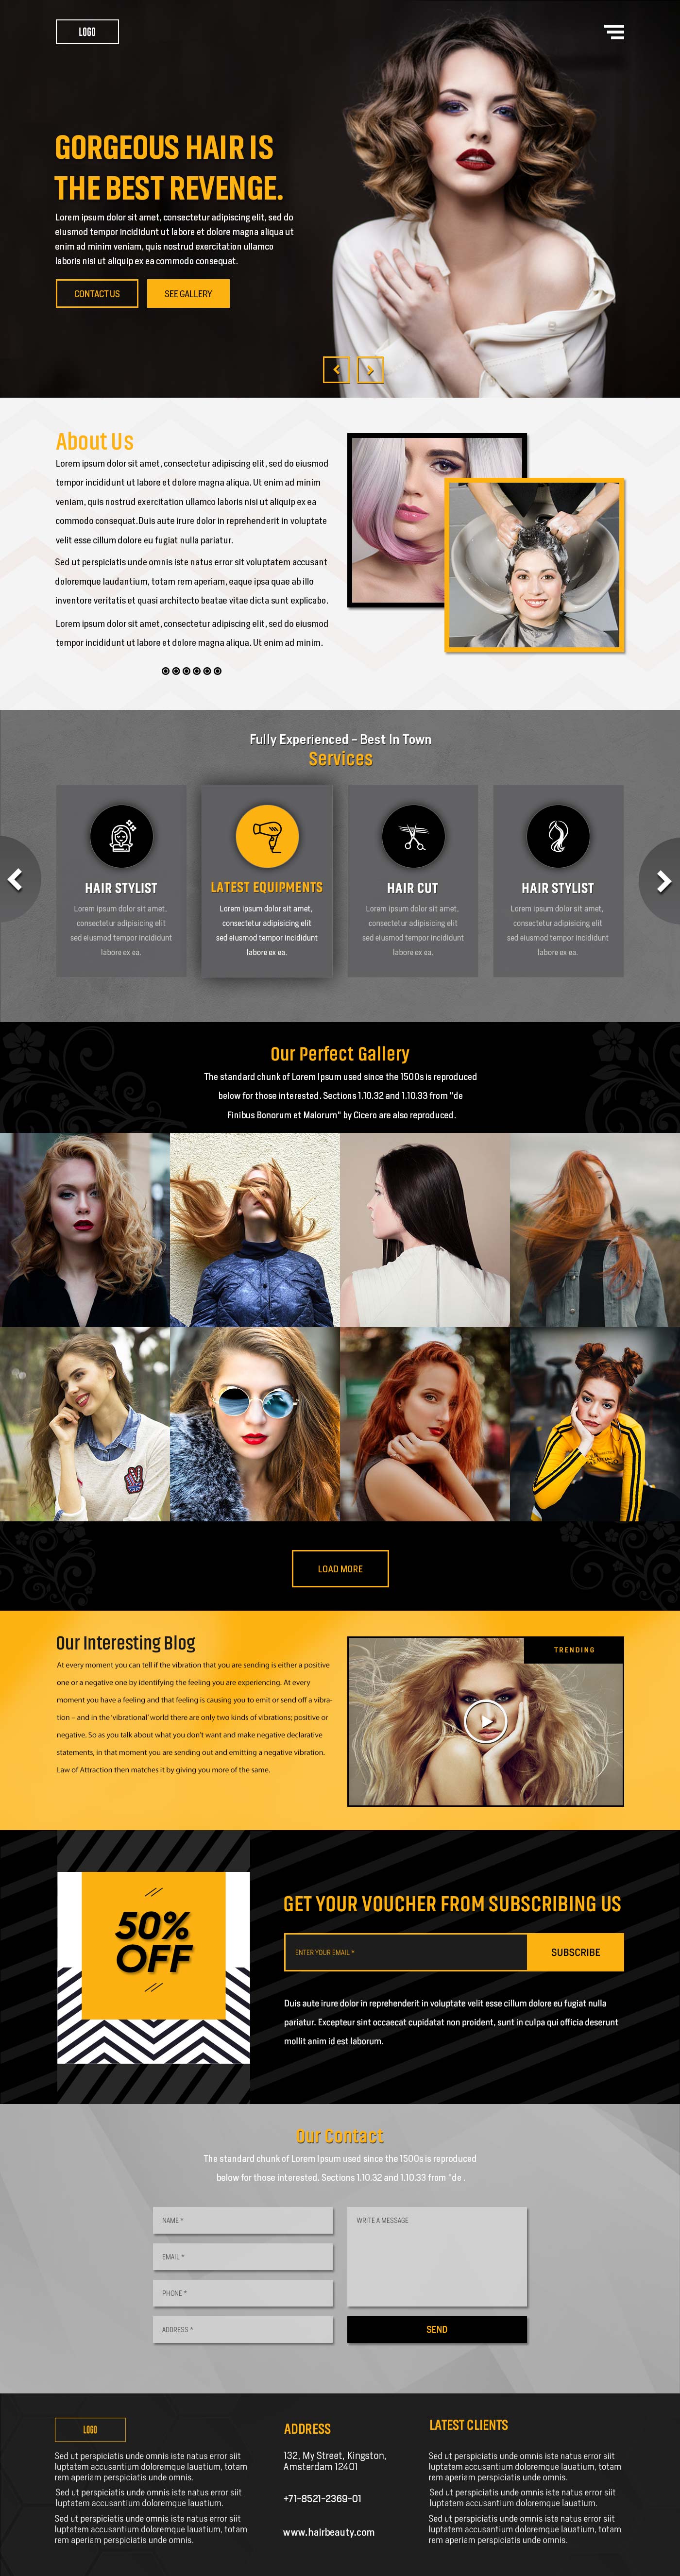 LOGO
GORGEOUS HAIR IS
THE BEST REVENGE.
Lorem ipsum dolor sit amet, consectetur adipiscing elit, sed do
eiusmod tempor incididunt ut labore et dolore magna aliqua ut
enim ad minim veniam, quis nostrud exercitation ullamco
laboris nisi ut aliquip ex ea commodo consequat.
CONTACT US
SEE GALLERY
About Us
Lorem ipsum dolor sit amet, consectetur adipiscing elit, sed do eiusmod
tempor incididunt ut labore et dolore magna aliqua. Ut enim ad minim
veniam, quis nostrud exercitation ullamco laboris nisi ut aliquip ex ea
commodo consequat.Duis aute irure dolor in reprehenderit in voluptate
velit esse cillum dolore eu fugiat nulla pariatur.
Sed ut perspiciatis unde omnis iste natus error sit voluptatem accusant
doloremque laudantium, totam rem aperiam, eaque ipsa quae ab illo
inventore veritatis et quasi architecto beatae vitae dicta sunt explicabo.
Lorem ipsum dolor sit amet, consectetur adipiscing elit, sed do eiusmod
tempor incididunt ut labore et dolore magna aliqua. Ut enim ad minim.
Fully Experienced - Best In Town
Services
HAIR STYLIST
Lorem ipsum dolor sit amet,
consectetur adipisicing elit
sed eiusmod tempor incididunt
labore ex ea.
LATEST EQUIPMENTS
Lorem ipsum dolor sit amet,
consectetur adipisicing elit
sed eiusmod tempor incididunt
labore ex ea.
HAIR CUT
Lorem ipsum dolor sit amet,
consectetur adipisicing elit
sed eiusmod tempor incididunt
labore ex ea.
HAIR STYLIST
Lorem ipsum dolor sit amet,
consectetur adipisicing elit
sed eiusmod tempor incididunt
labore ex ea.
Our Perfect Gallery
The standard chunk of Lorem Ipsum used since the 1500s is reproduced
below for those interested. Sections 1.10.32 and 1.10.33 from "de
Finibus Bonorum et Malorum" by Cicero are also reproduced.
LOAD MORE
Our Interesting Blog
At every moment you can tell if the vibration that you are sending is either a positive
one or a negative one by identifying the feeling you are experiencing. At every
moment you have a feeling and that feeling is causing you to emit or send off a vibra-
tion – and in the 'vibrational' world there are only two kinds of vibrations; positive or
negative. So as you talk about what you don't want and make negative declarative
statements, in that moment you are sending out and emitting a negative vibration.
Law of Attraction then matches it by giving you more of the same.
TRENDING
50%
OFF
GET YOUR VOUCHER FROM SUBSCRIBING US
ENTER YOUR EMAIL *
SUBSCRIBE
Duis aute irure dolor in reprehenderit in voluptate velit esse cillum dolore eu fugiat nulla
pariatur. Excepteur sint occaecat cupidatat non proident, sunt in culpa qui officia deserunt
mollit anim id est laborum.
Our Contact
The standard chunk of Lorem Ipsum used since the 1500s is reproduced
below for those interested. Sections 1.10.32 and 1.10.33 from "de .
NAME *
EMAIL *
PHONE *
ADDRESS *
WRITE A MESSAGE
SEND
LOGO
Sed ut perspiciatis unde omnis iste natus error siit
luptatem accusantium doloremque lauatium, totam
rem aperiam perspiciatis unde omnis.
Sed ut perspiciatis unde omnis iste natus error siit
luptatem accusantium doloremque lauatium.
Sed ut perspiciatis unde omnis iste natus error siit
luptatem accusantium doloremque lauatium, totam
rem aperiam perspiciatis unde omnis.
ADDRESS
132, My Street, Kingston,
Amsterdam 12401
+71-8521-2369-01
www.hairbeauty.com
LATEST CLIENTS
Sed ut perspiciatis unde omnis iste natus error siit
luptatem accusantium doloremque lauatium, totam
rem aperiam perspiciatis unde omnis.
Sed ut perspiciatis unde omnis iste natus error siit
luptatem accusantium doloremque lauatium.
Sed ut perspiciatis unde omnis iste natus error siit
luptatem accusantium doloremque lauatium, totam
rem aperiam perspiciatis unde omnis.